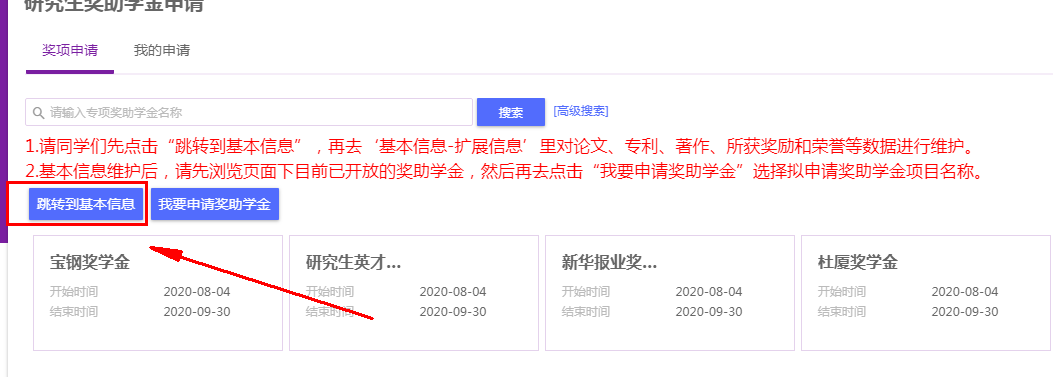 研究生奖助学金申请
奖项申请 我的申请
请输入专项奖助学金名称 搜索 [高级搜索]
1.请同学们先点击“跳转到基本信息”，再去‘基本信息-扩展信息’里对论文、专利、著作、所获奖励和荣誉等数据进行维护。
2.基本信息维护后，请先浏览页面下目前已开放的奖助学金，然后再去点击“我要申请奖助学金”选择拟申请奖助学金项目名称。
跳转到基本信息 我要申请奖助学金
宝钢奖学金 研究生英才... 新华报业奖... 杜厦奖学金
开始时间 2020-08-04 开始时间 2020-08-04 开始时间 2020-08-04 开始时间 2020-08-04
结束时间 2020-09-30 结束时间 2020-09-30 结束时间 2020-09-30 结束时间 2020-09-30